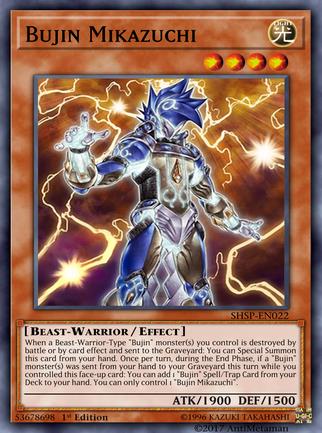 Bujin Mikazuchi
LIGHT
光
SHSP-EN022
[Beast-Warrior / Effect]
When a Beast-Warrior-Type "Bujin" monster(s) you control is destroyed
by battle or by card effect and sent to the Graveyard: You can Special Summon
this card from your hand. Once per turn, during the End Phase, if a "Bujin"
monster(s) was sent from your hand to your Graveyard this turn while you
controlled this face-up card: You can add 1 "Bujin" Spell/Trap Card from your
Deck to your hand. You can only control 1 "Bujin Mikazuchi".
ATK/1900 DEF/1500
53678698 1st Edition ©1996 KAZUKI TAKAHASHI
©2017 AntiMetaman